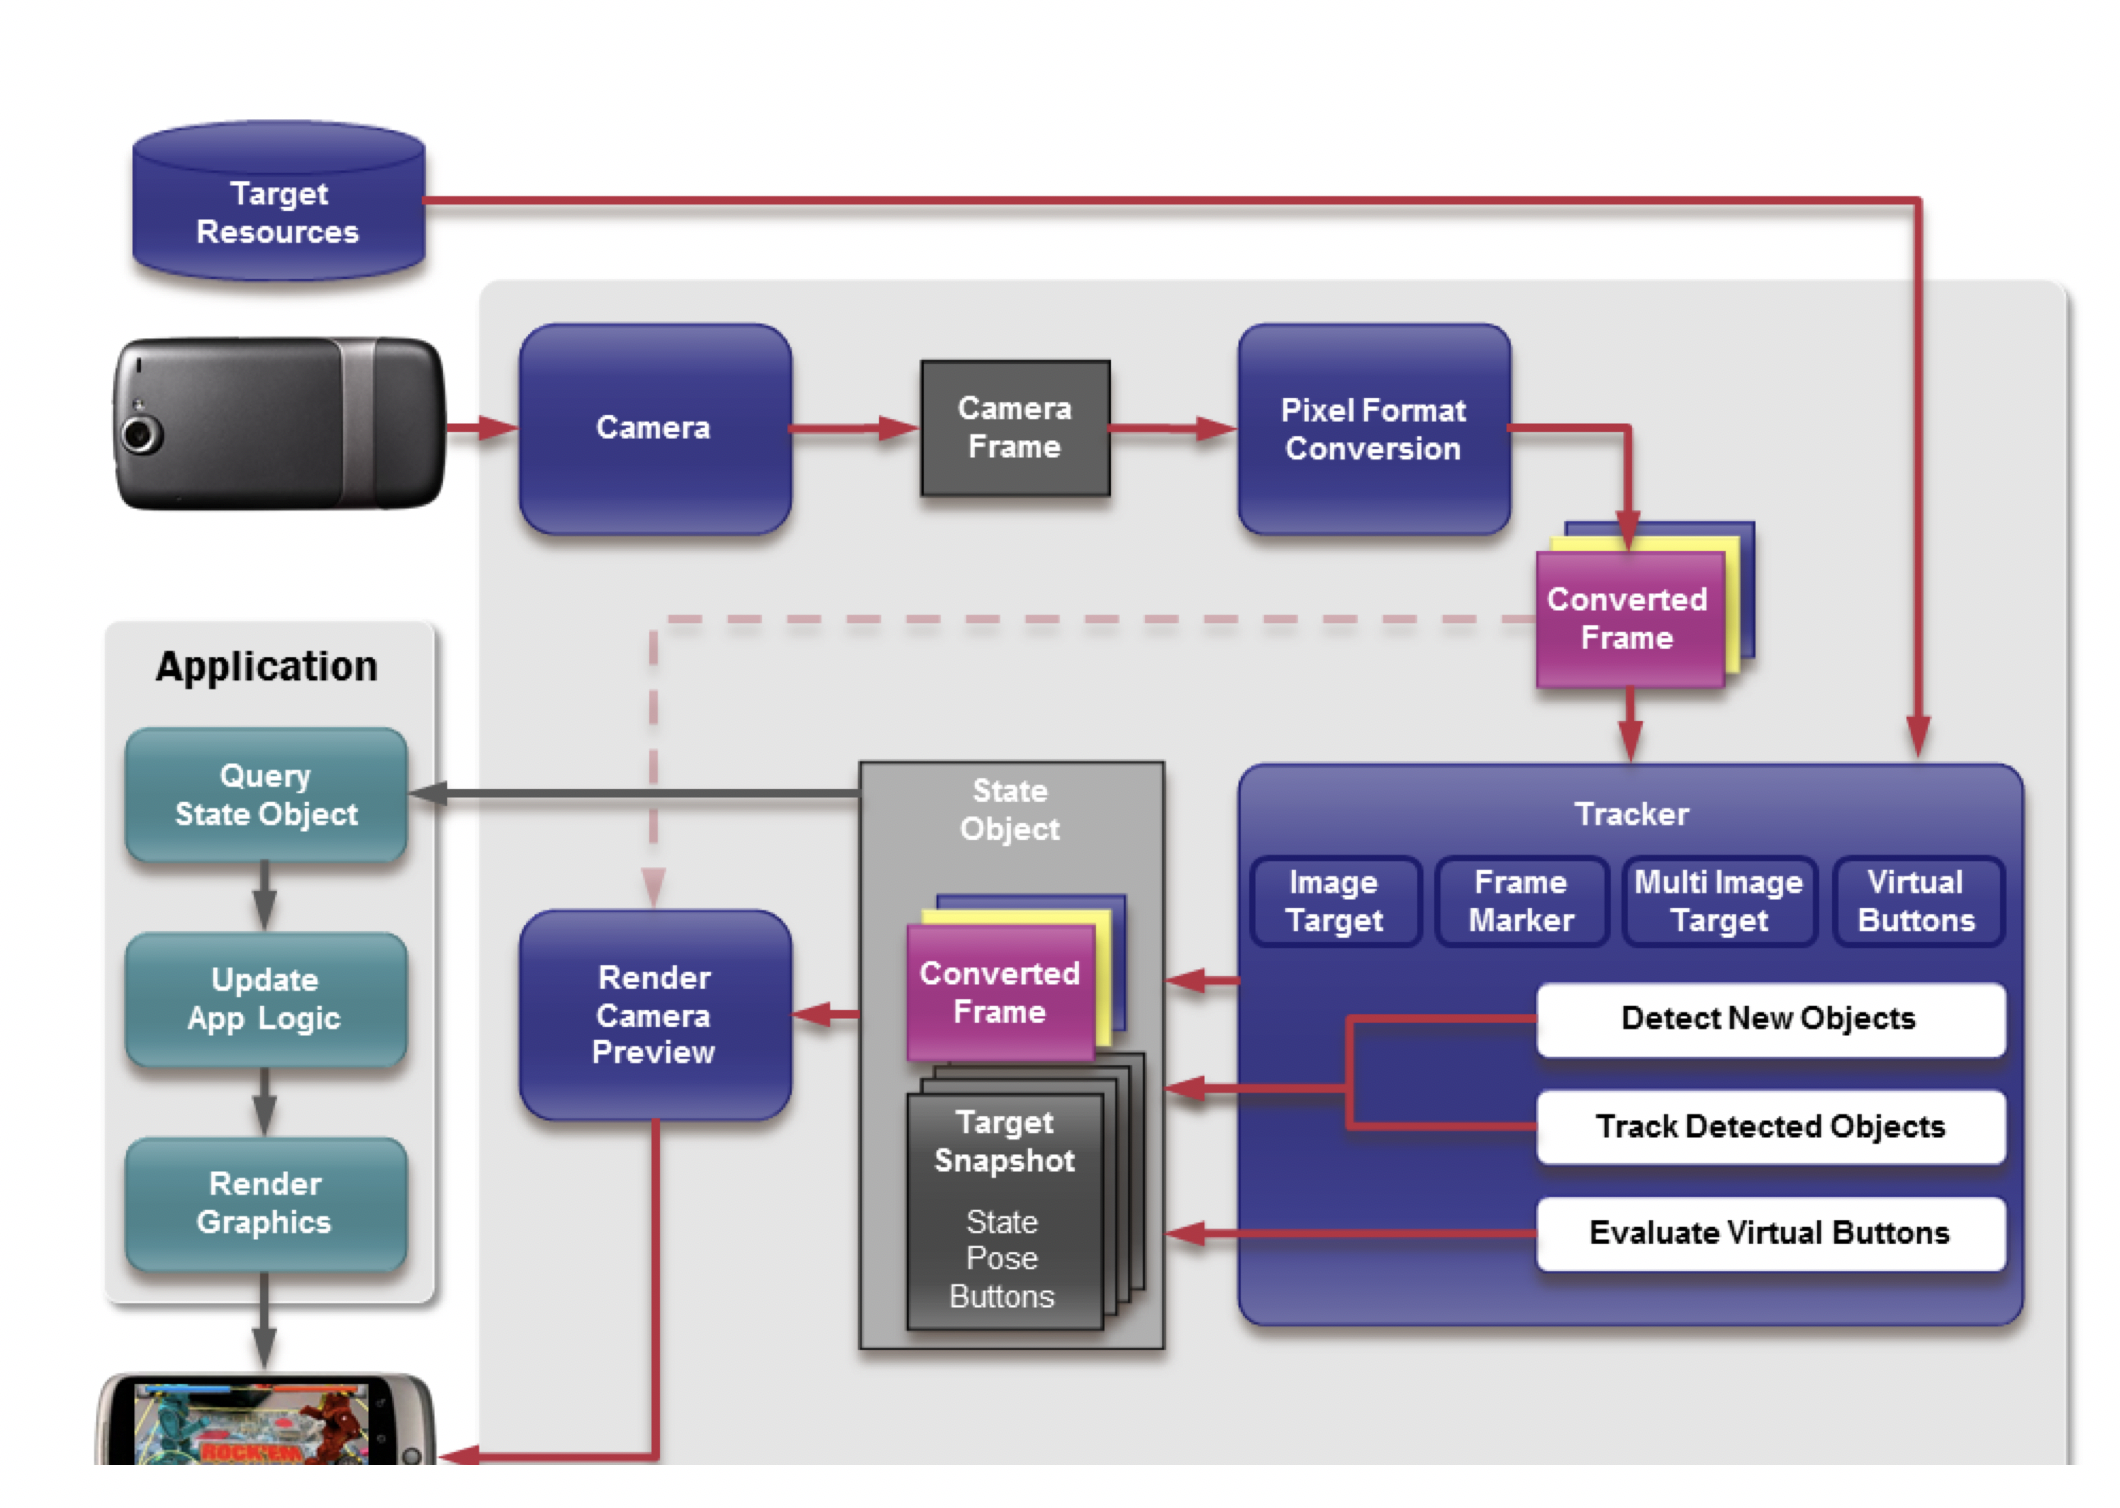 Target
Resources
Camera
Camera
Frame
Pixel Format
Conversion
Converted
Frame
Application
Query
State Object
Update
App Logic
Render
Graphics
Render
Camera
Preview
State
Object
Converted
Frame
Target
Snapshot
State
Pose
Buttons
Tracker
Image
Target
Frame
Marker
Multi Image
Target
Virtual
Buttons
Detect New Objects
Track Detected Objects
Evaluate Virtual Buttons
ROCK'EM